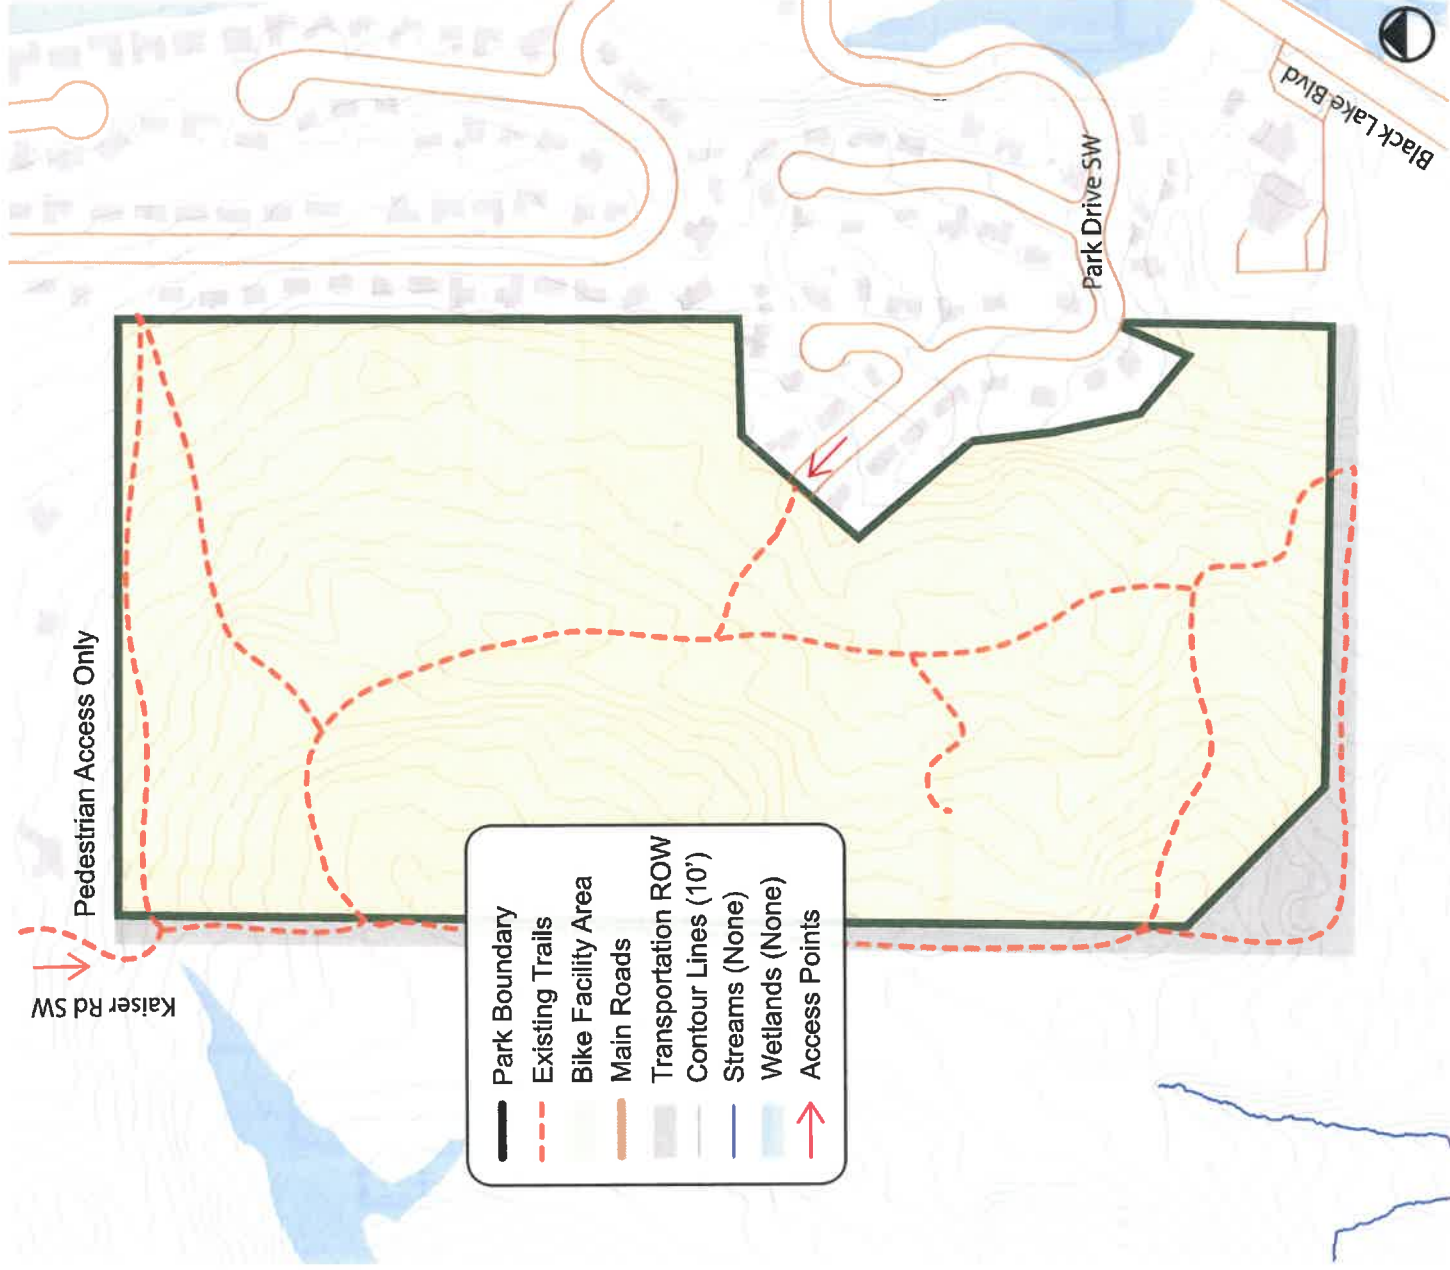 Pedestrian Access Only
Kaiser Rd SW
Park Drive SW
Black Lake Blvd
Park Boundary
Existing Trails
Bike Facility Area
Main Roads
Transportation ROW
Contour Lines (10')
Streams (None)
Wetlands (None)
Access Points